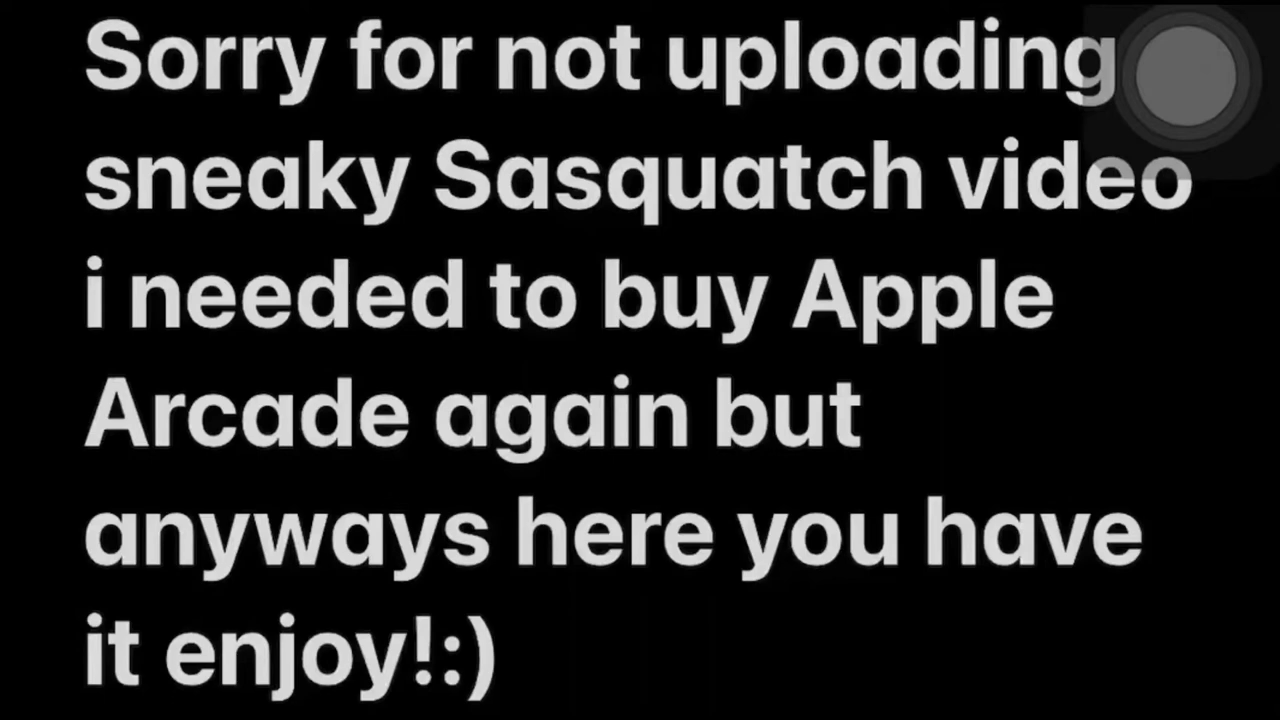 Sorry for not uploading
sneaky Sasquatch video
i needed to buy Apple
Arcade again but
anyways here you have
it enjoy!:)